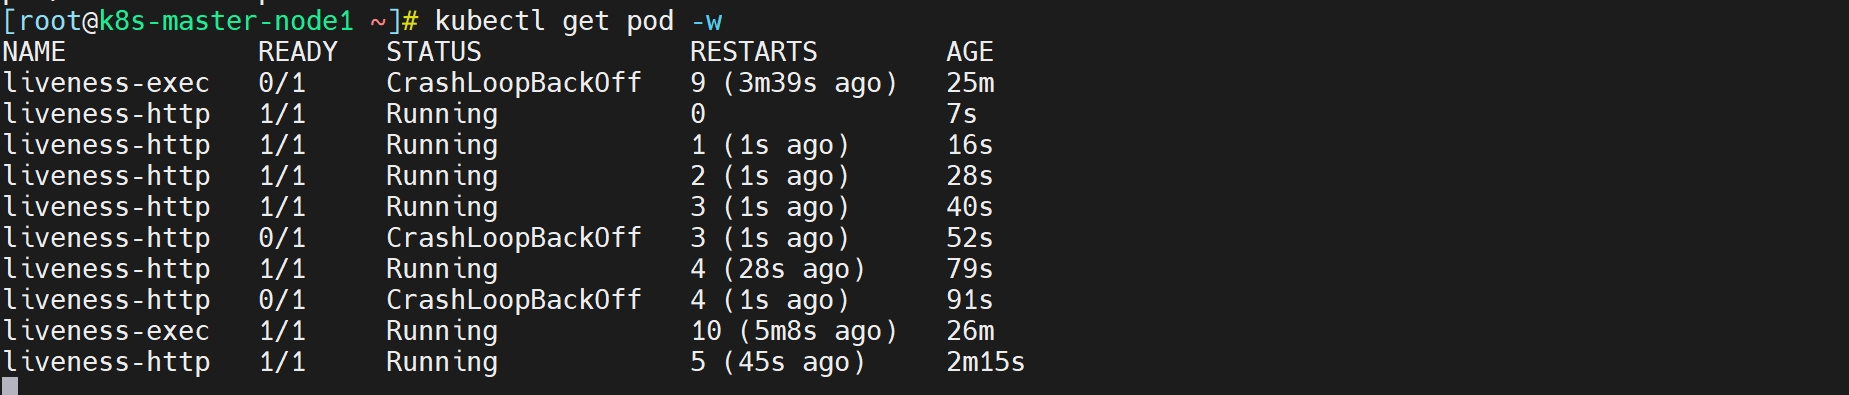 [root@k8s-master-node1 ~]# kubectl get pod -w
NAME READY STATUS RESTARTS AGE
liveness-exec 0/1 CrashLoopBackOff 9 (3m39s ago) 25m
liveness-http 1/1 Running 0 7s
liveness-http 1/1 Running 1 (1s ago) 16s
liveness-http 1/1 Running 2 (1s ago) 28s
liveness-http 1/1 Running 3 (1s ago) 40s
liveness-http 0/1 CrashLoopBackOff 3 (1s ago) 52s
liveness-http 1/1 Running 4 (28s ago) 79s
liveness-http 0/1 CrashLoopBackOff 4 (1s ago) 91s
liveness-exec 1/1 Running 10 (5m8s ago) 26m
liveness-http 1/1 Running 5 (45s ago) 2m15s